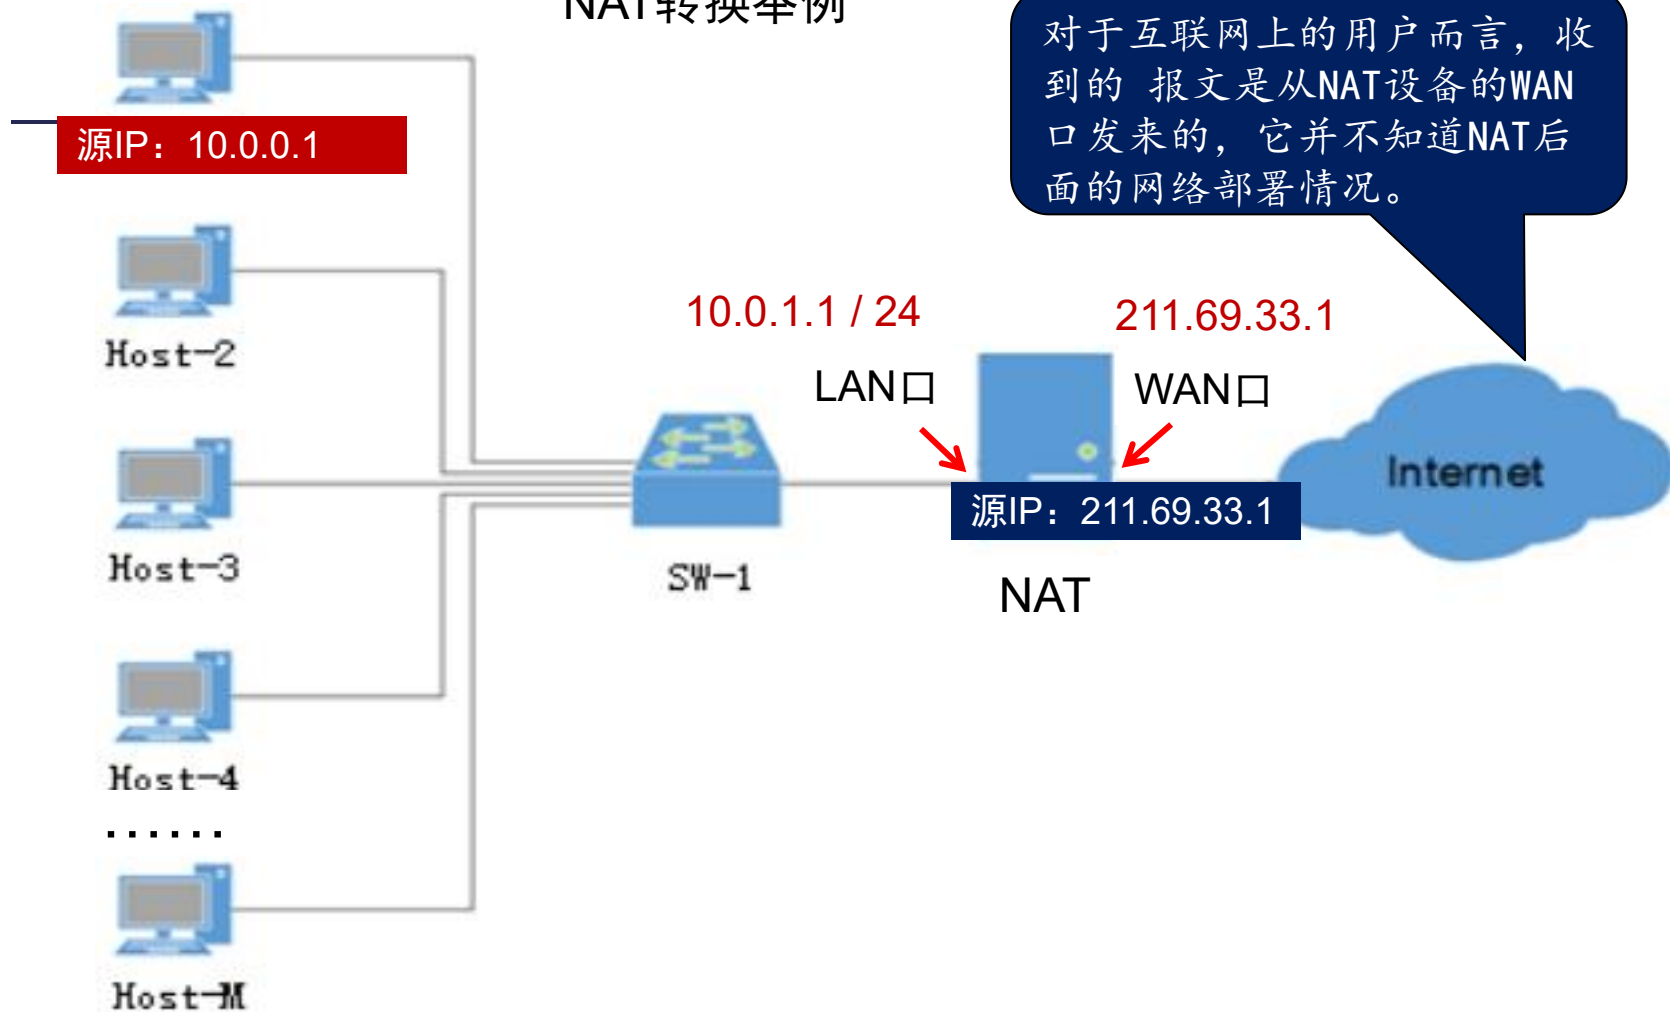 NAT转换举例
对于互联网上的用户而言，收
到的 报文是从NAT设备的WAN
口发来的，它并不知道NAT后
面的网络部署情况。
源IP：10.0.0.1
Host-2
10.0.1.1 / 24
211.69.33.1
LAN口
WAN口
Internet
源IP：211.69.33.1
Host-3
SW-1
NAT
Host-4
......
Host-M